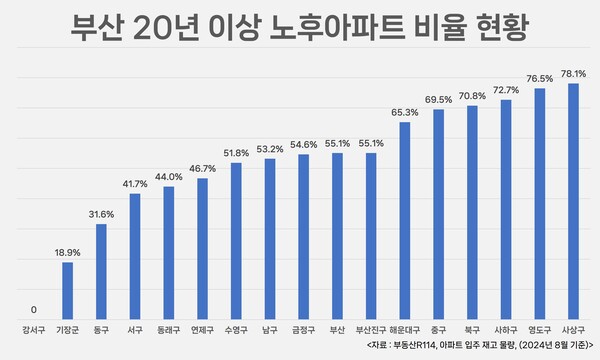 부산 20년 이상 노후아파트 비율 현황
0 18.9% 31.6% 41.7% 44.0% 46.7% 51.8% 53.2% 54.6% 55.1% 55.1% 65.3% 69.5% 70.8% 72.7% 76.5% 78.1%
강서구 기장군 동구 서구 동래구 연제구 수영구 남구 금정구 부산 부산진구 해운대구 중구 북구 사하구 영도구 사상구
<자료 : 부동산R114, 아파트 입주 재고 물량, (2024년 8월 기준)>